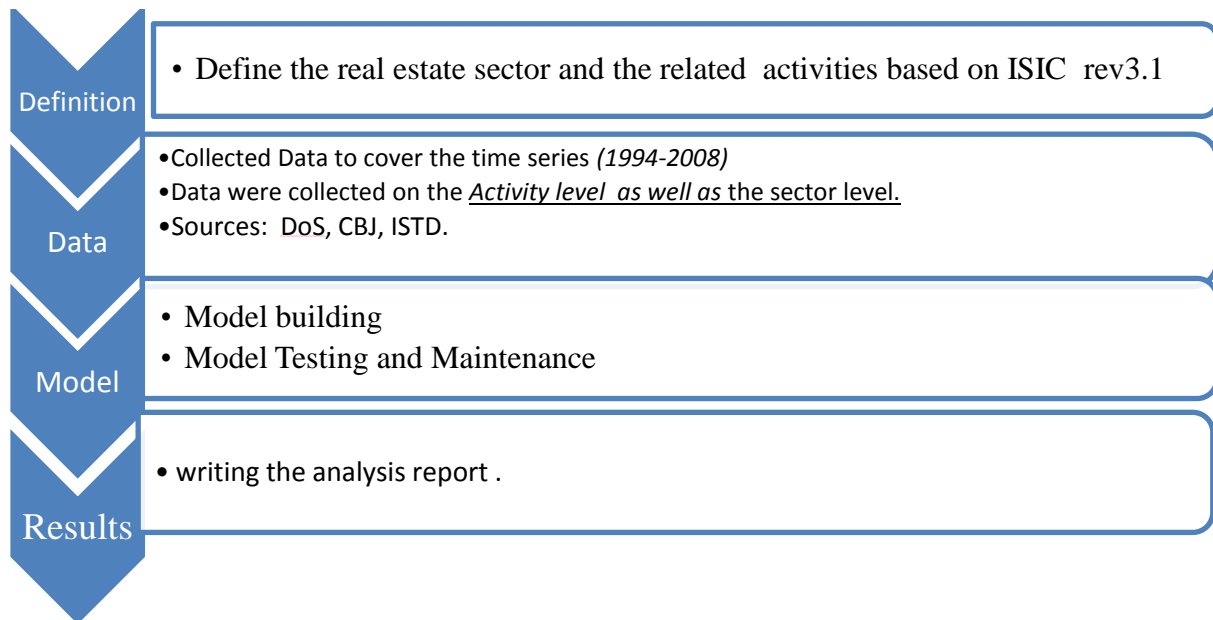 Definition
• Define the real estate sector and the related activities based on ISIC rev3.1
Data
•Collected Data to cover the time series (1994-2008)
•Data were collected on the Activity level as well as the sector level.
•Sources: DoS, CBJ, ISTD.
Model
• Model building
• Model Testing and Maintenance
Results
• writing the analysis report .